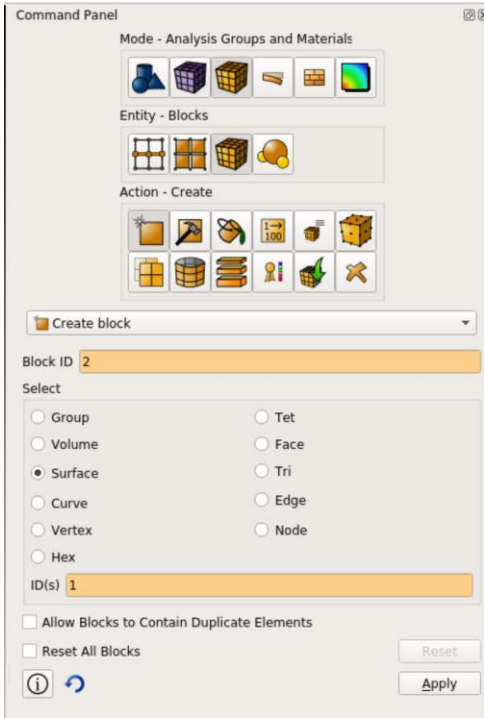 Command Panel
Mode - Analysis Groups and Materials
Entity - Blocks
Action - Create
1→
100
Create block
Block ID 2
Select
Group Tet
Volume Face
Surface Tri
Curve Edge
Vertex Node
Hex
ID(s) 1
Allow Blocks to Contain Duplicate Elements
Reset All Blocks Reset
Apply